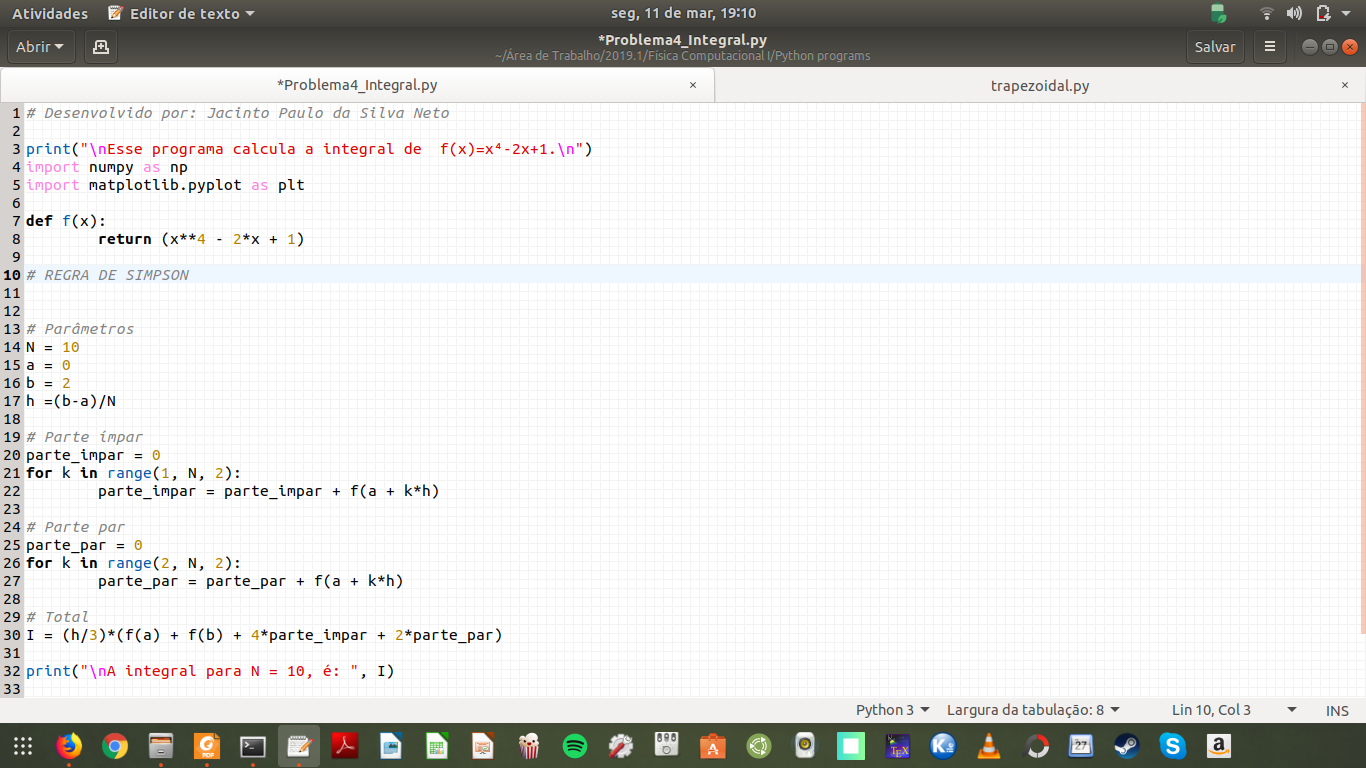 Atividades Editor de texto seg, 11 de mar, 19:10
Abrir *Problema4_Integral.py Salvar
~/Área de Trabalho/2019.1/Física Computacional I/Python programs
*Problema4_Integral.py × trapezoidal.py ×
1 # Desenvolvido por: Jacinto Paulo da Silva Neto
2
3 print("\nEsse programa calcula a integral de  f(x)=x⁴-2x+1.\n")
4 import numpy as np
5 import matplotlib.pyplot as plt
6
7 def f(x):
8         return (x**4 - 2*x + 1)
9
10 # REGRA DE SIMPSON
11
12
13 # Parâmetros
14 N = 10
15 a = 0
16 b = 2
17 h =(b-a)/N
18
19 # Parte ímpar
20 parte_impar = 0
21 for k in range(1, N, 2):
22         parte_impar = parte_impar + f(a + k*h)
23
24 # Parte par
25 parte_par = 0
26 for k in range(2, N, 2):
27         parte_par = parte_par + f(a + k*h)
28
29 # Total
30 I = (h/3)*(f(a) + f(b) + 4*parte_impar + 2*parte_par)
31
32 print("\nA integral para N = 10, é: ", I)
33
Python 3 Largura da tabulação: 8 Lin 10, Col 3 INS
PDF TEX 27 S a